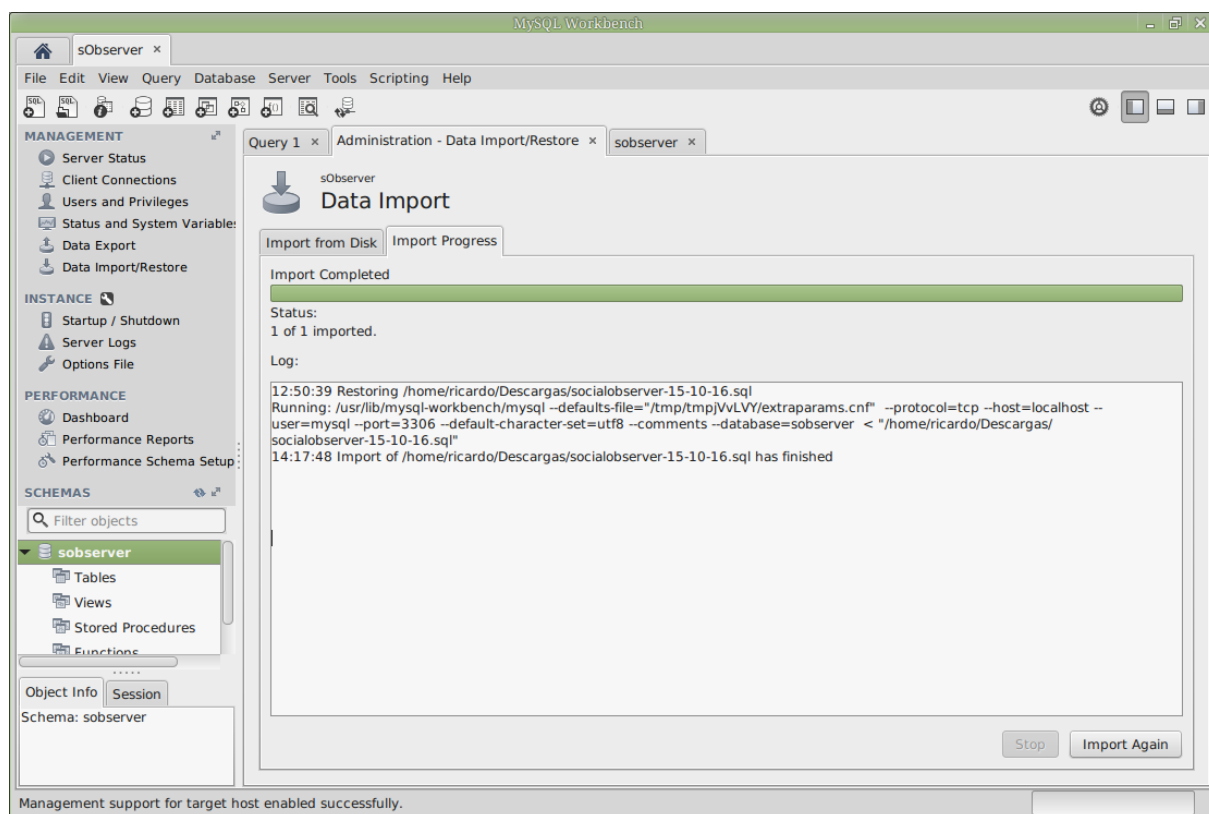 MySQL Workbench
sObserver ×
File Edit View Query Database Server Tools Scripting Help
MANAGEMENT
Server Status
Client Connections
Users and Privileges
Status and System Variables
Data Export
Data Import/Restore
INSTANCE
Startup / Shutdown
Server Logs
Options File
PERFORMANCE
Dashboard
Performance Reports
Performance Schema Setup
SCHEMAS
Filter objects
sobserver
Tables
Views
Stored Procedures
Functions
Object Info Session
Schema: sobserver
Query 1 × Administration - Data Import/Restore × sobserver ×
sObserver
Data Import
Import from Disk Import Progress
Import Completed
Status:
1 of 1 imported.
Log:
12:50:39 Restoring /home/ricardo/Descargas/socialobserver-15-10-16.sql
Running: /usr/lib/mysql-workbench/mysql --defaults-file="/tmp/tmpjVvLVY/extraparams.cnf"  --protocol=tcp --host=localhost --
user=mysql --port=3306 --default-character-set=utf8 --comments --database=sobserver  < "/home/ricardo/Descargas/
socialobserver-15-10-16.sql"
14:17:48 Import of /home/ricardo/Descargas/socialobserver-15-10-16.sql has finished
Stop Import Again
Management support for target host enabled successfully.